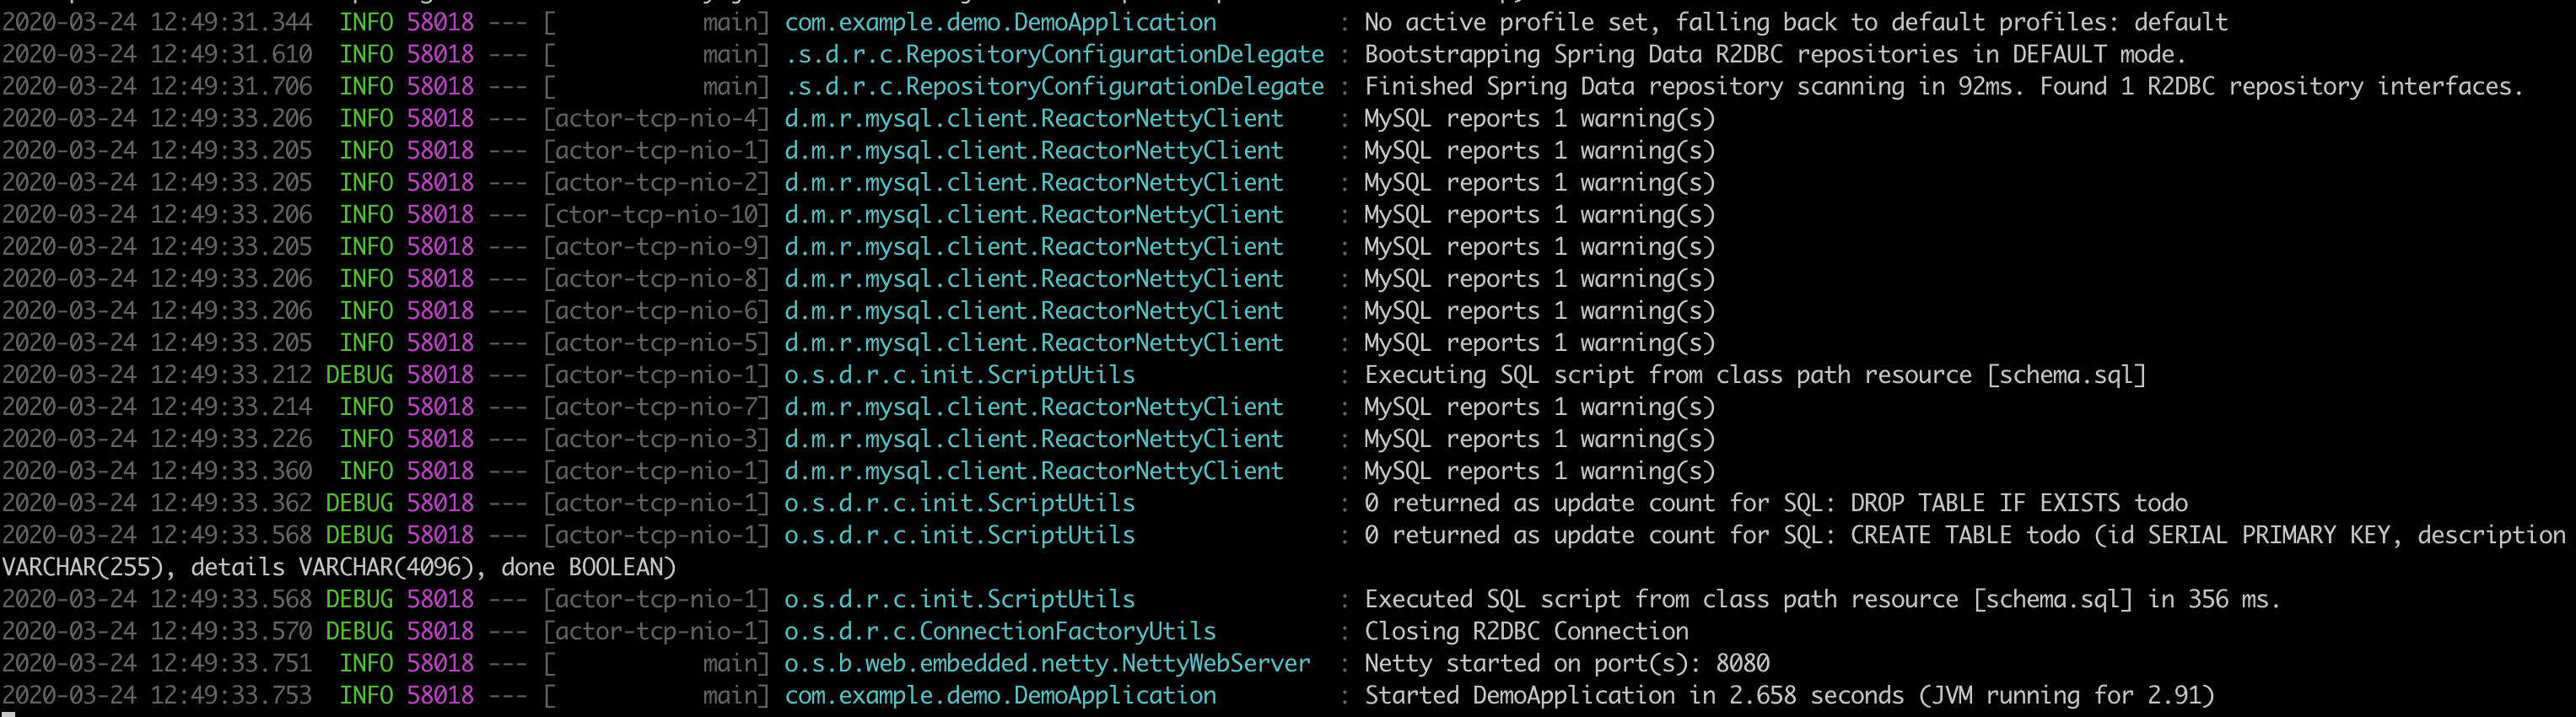 2020-03-24 12:49:31.344  INFO 58018 --- [           main] com.example.demo.DemoApplication         : No active profile set, falling back to default profiles: default
2020-03-24 12:49:31.610  INFO 58018 --- [           main] .s.d.r.c.RepositoryConfigurationDelegate : Bootstrapping Spring Data R2DBC repositories in DEFAULT mode.
2020-03-24 12:49:31.706  INFO 58018 --- [           main] .s.d.r.c.RepositoryConfigurationDelegate : Finished Spring Data repository scanning in 92ms. Found 1 R2DBC repository interfaces.
2020-03-24 12:49:33.206  INFO 58018 --- [actor-tcp-nio-4] d.m.r.mysql.client.ReactorNettyClient    : MySQL reports 1 warning(s)
2020-03-24 12:49:33.205  INFO 58018 --- [actor-tcp-nio-1] d.m.r.mysql.client.ReactorNettyClient    : MySQL reports 1 warning(s)
2020-03-24 12:49:33.205  INFO 58018 --- [actor-tcp-nio-2] d.m.r.mysql.client.ReactorNettyClient    : MySQL reports 1 warning(s)
2020-03-24 12:49:33.206  INFO 58018 --- [ctor-tcp-nio-10] d.m.r.mysql.client.ReactorNettyClient    : MySQL reports 1 warning(s)
2020-03-24 12:49:33.205  INFO 58018 --- [actor-tcp-nio-9] d.m.r.mysql.client.ReactorNettyClient    : MySQL reports 1 warning(s)
2020-03-24 12:49:33.206  INFO 58018 --- [actor-tcp-nio-8] d.m.r.mysql.client.ReactorNettyClient    : MySQL reports 1 warning(s)
2020-03-24 12:49:33.206  INFO 58018 --- [actor-tcp-nio-6] d.m.r.mysql.client.ReactorNettyClient    : MySQL reports 1 warning(s)
2020-03-24 12:49:33.205  INFO 58018 --- [actor-tcp-nio-5] d.m.r.mysql.client.ReactorNettyClient    : MySQL reports 1 warning(s)
2020-03-24 12:49:33.212 DEBUG 58018 --- [actor-tcp-nio-1] o.s.d.r.c.init.ScriptUtils               : Executing SQL script from class path resource [schema.sql]
2020-03-24 12:49:33.214  INFO 58018 --- [actor-tcp-nio-7] d.m.r.mysql.client.ReactorNettyClient    : MySQL reports 1 warning(s)
2020-03-24 12:49:33.226  INFO 58018 --- [actor-tcp-nio-3] d.m.r.mysql.client.ReactorNettyClient    : MySQL reports 1 warning(s)
2020-03-24 12:49:33.360  INFO 58018 --- [actor-tcp-nio-1] d.m.r.mysql.client.ReactorNettyClient    : MySQL reports 1 warning(s)
2020-03-24 12:49:33.362 DEBUG 58018 --- [actor-tcp-nio-1] o.s.d.r.c.init.ScriptUtils               : 0 returned as update count for SQL: DROP TABLE IF EXISTS todo
2020-03-24 12:49:33.568 DEBUG 58018 --- [actor-tcp-nio-1] o.s.d.r.c.init.ScriptUtils               : 0 returned as update count for SQL: CREATE TABLE todo (id SERIAL PRIMARY KEY, description
VARCHAR(255), details VARCHAR(4096), done BOOLEAN)
2020-03-24 12:49:33.568 DEBUG 58018 --- [actor-tcp-nio-1] o.s.d.r.c.init.ScriptUtils               : Executed SQL script from class path resource [schema.sql] in 356 ms.
2020-03-24 12:49:33.570 DEBUG 58018 --- [actor-tcp-nio-1] o.s.d.r.c.ConnectionFactoryUtils         : Closing R2DBC Connection
2020-03-24 12:49:33.751  INFO 58018 --- [           main] o.s.b.web.embedded.netty.NettyWebServer  : Netty started on port(s): 8080
2020-03-24 12:49:33.753  INFO 58018 --- [           main] com.example.demo.DemoApplication         : Started DemoApplication in 2.658 seconds (JVM running for 2.91)